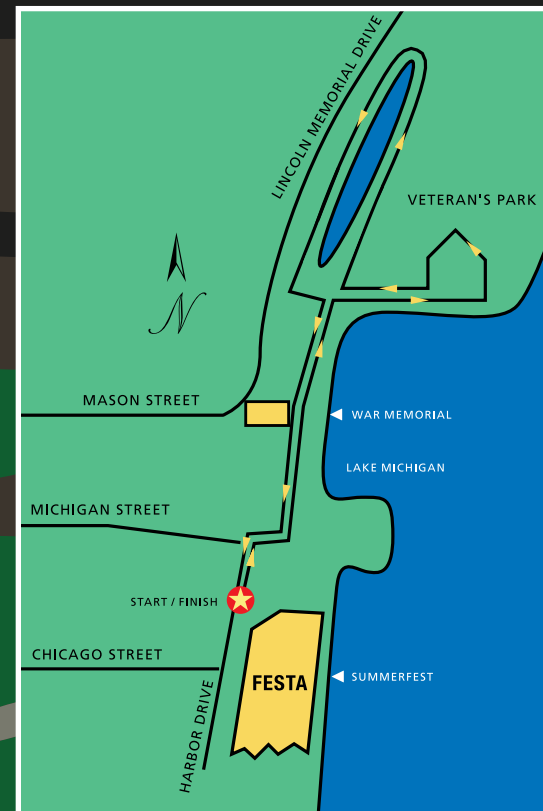 LINCOLN MEMORIAL DRIVE
VETERAN'S PARK
N
MASON STREET
WAR MEMORIAL
LAKE MICHIGAN
MICHIGAN STREET
START / FINISH
CHICAGO STREET
FESTA
SUMMERFEST
HARBOR DRIVE